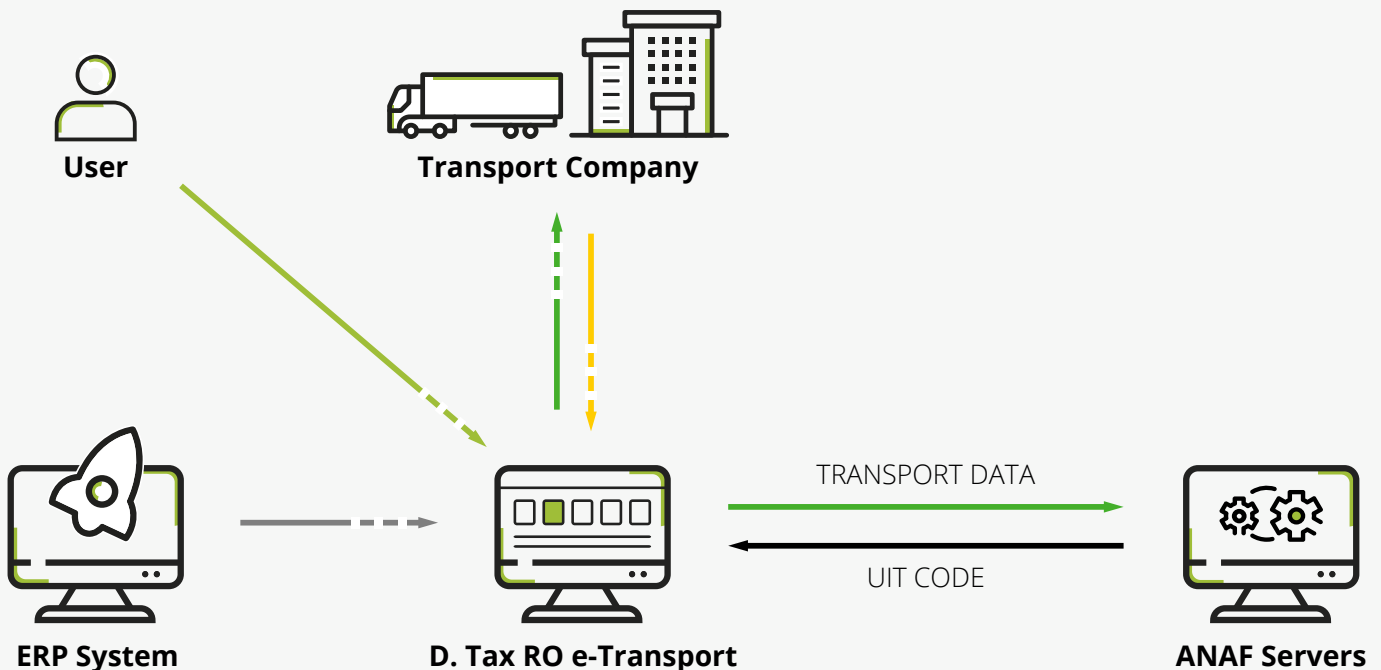 User
Transport Company
TRANSPORT DATA
UIT CODE
ERP System
D. Tax RO e-Transport
ANAF Servers